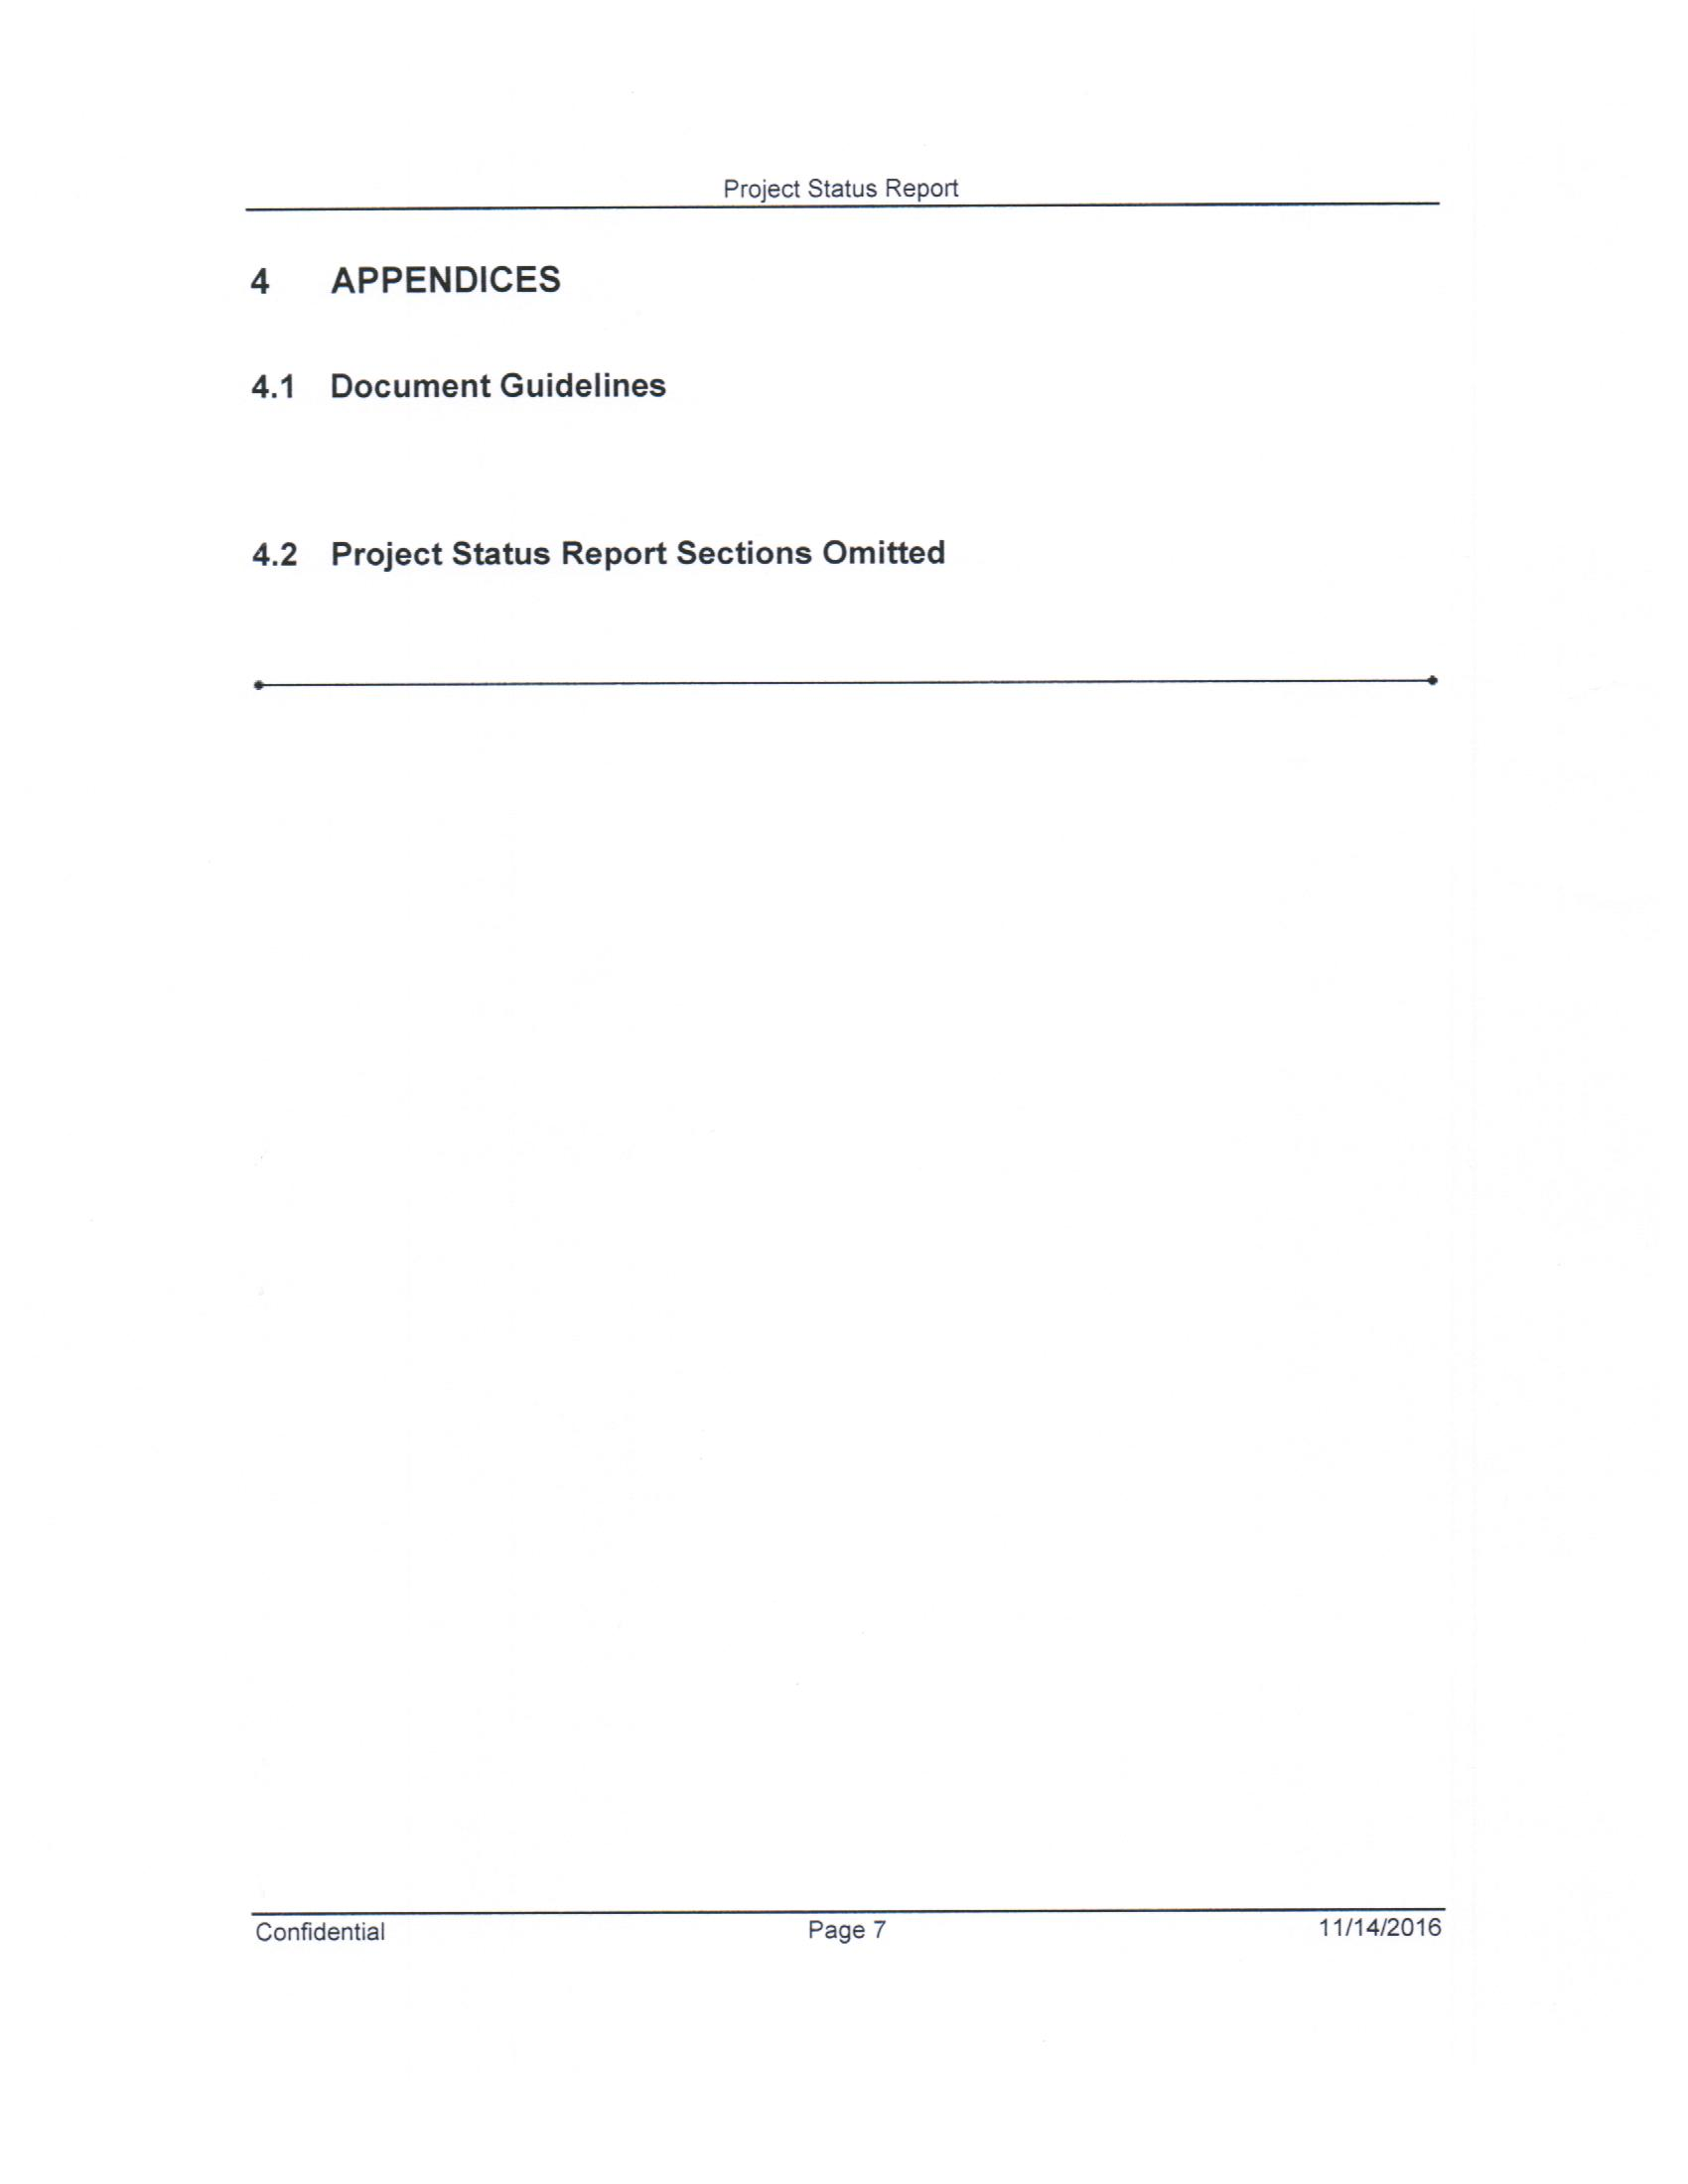 Project Status Report
4 APPENDICES
4.1 Document Guidelines
4.2 Project Status Report Sections Omitted
Confidential Page 7 11/14/2016